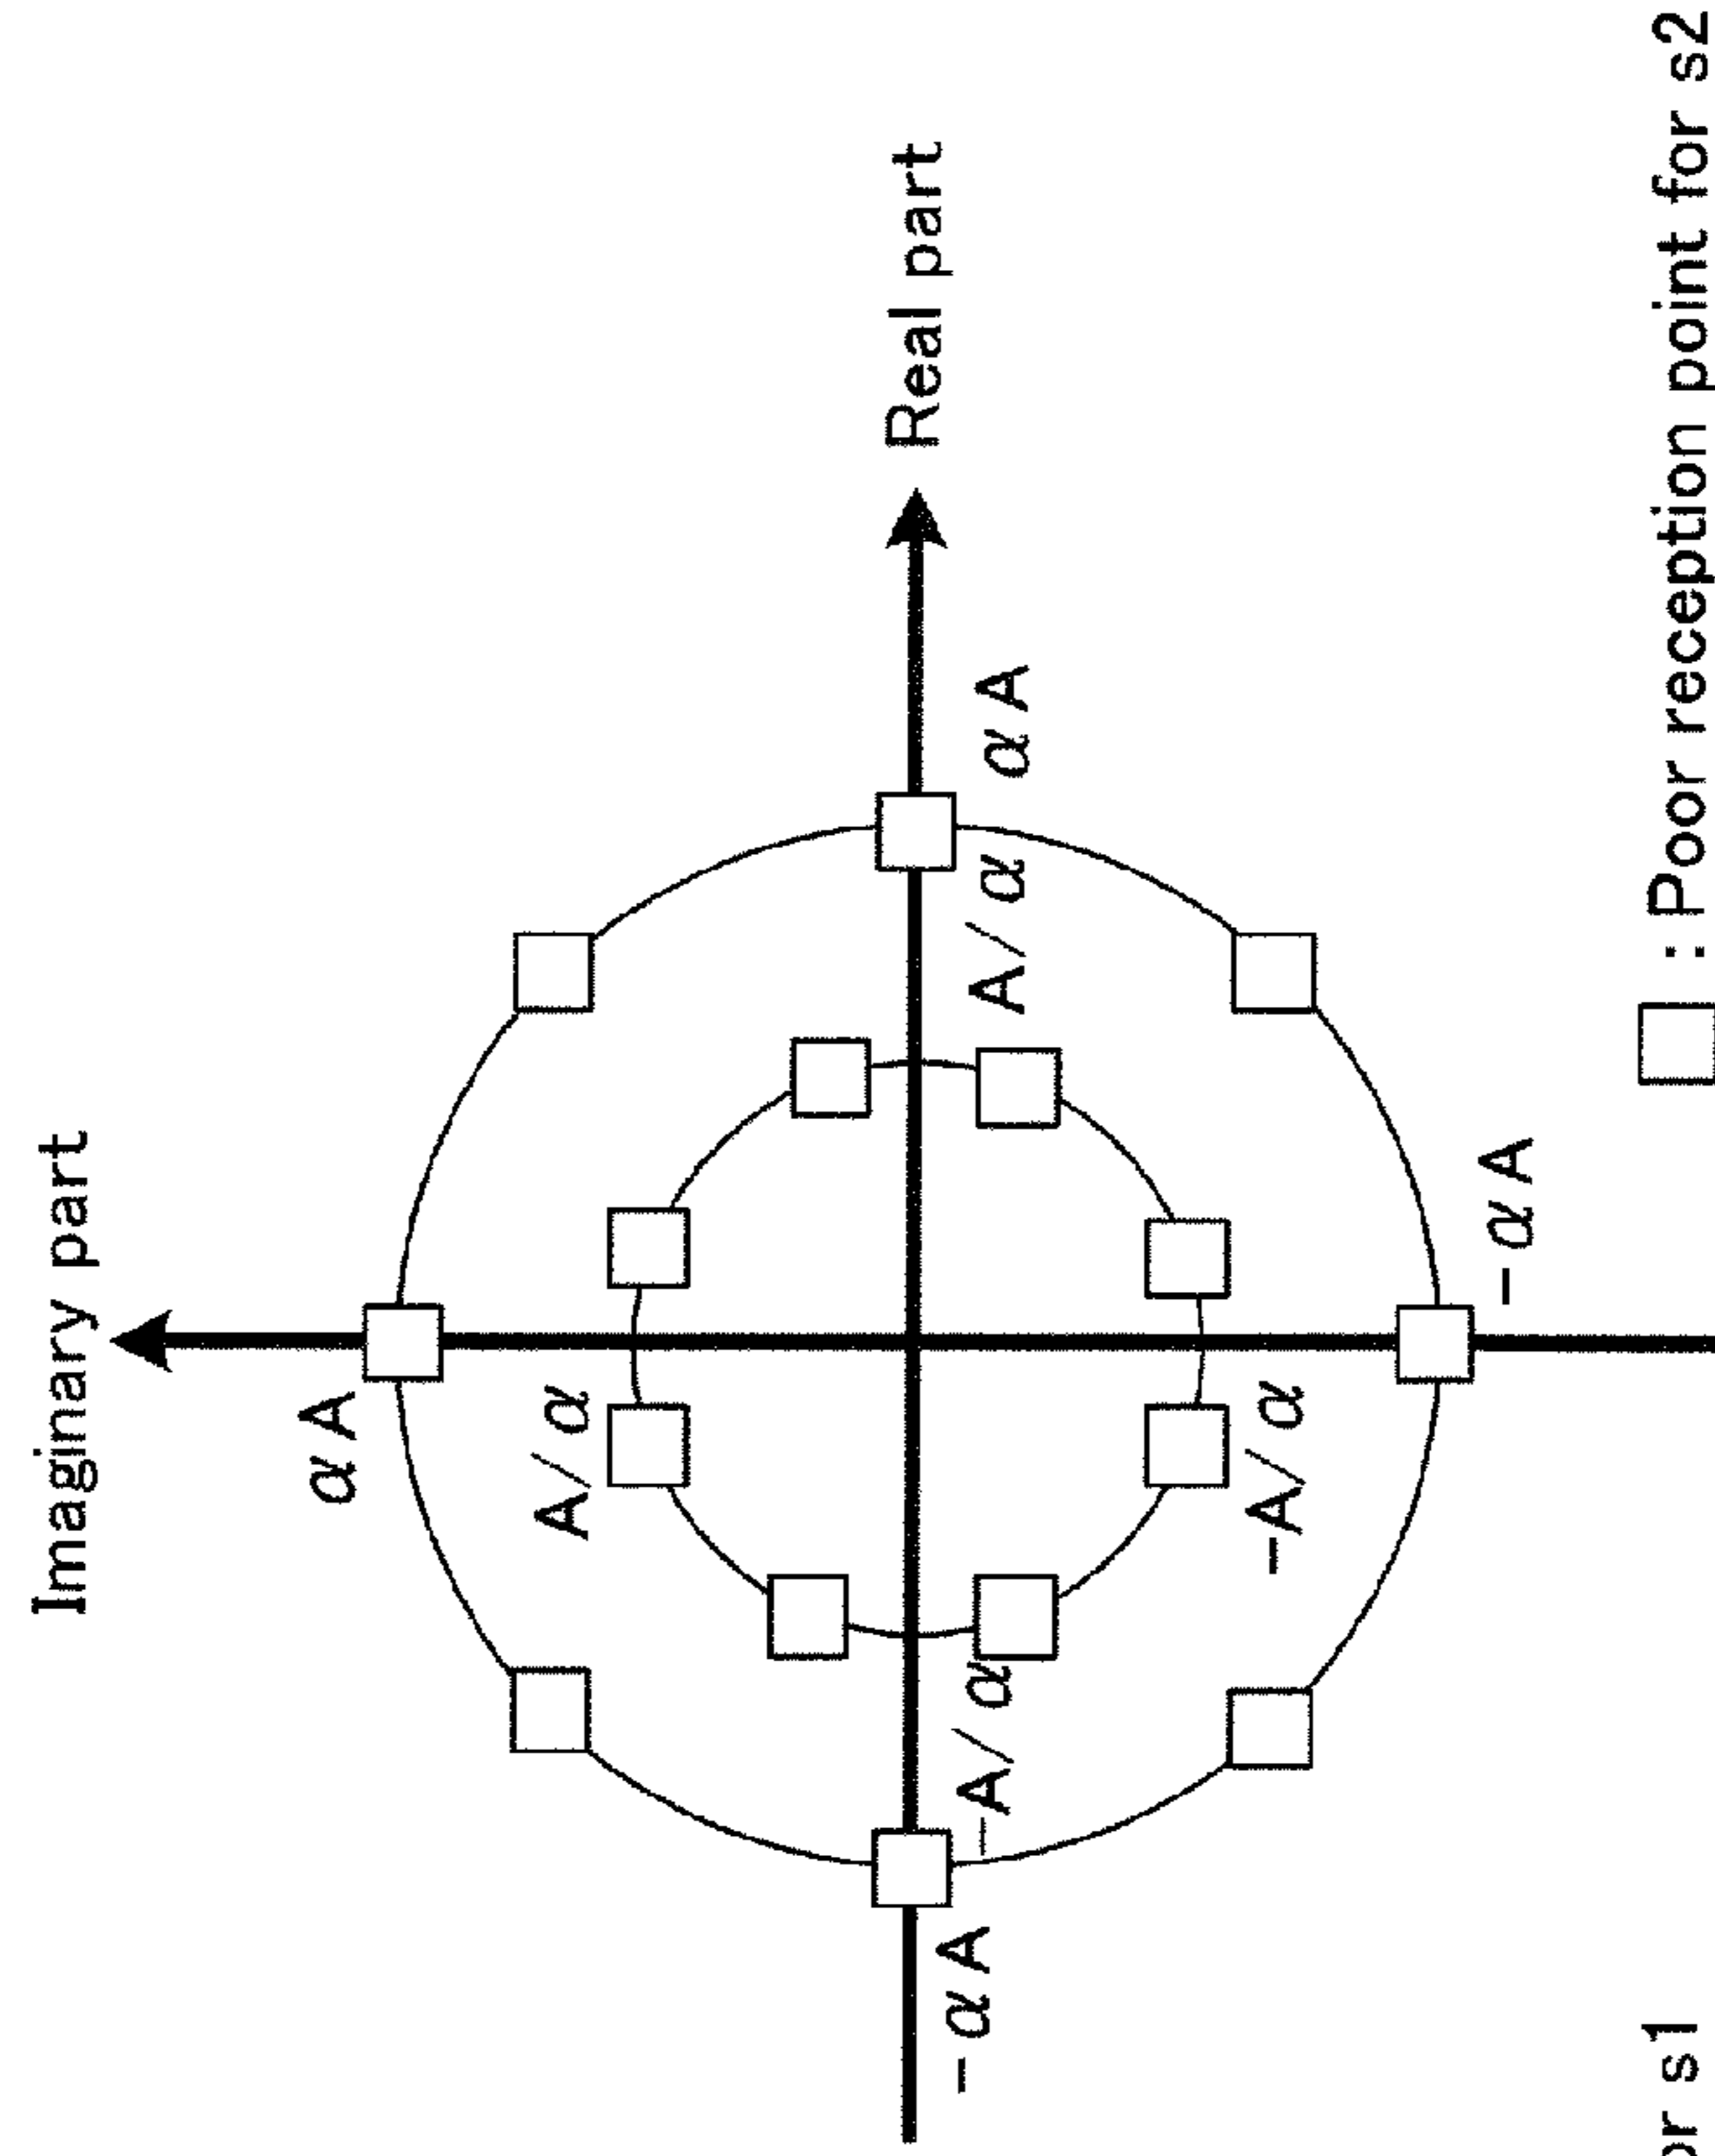 Imaginary part
αA
A/α
Real part
-αA
-A/α
A/α
αA
-A/α
-αA
or s1
□ : Poor reception point for s2